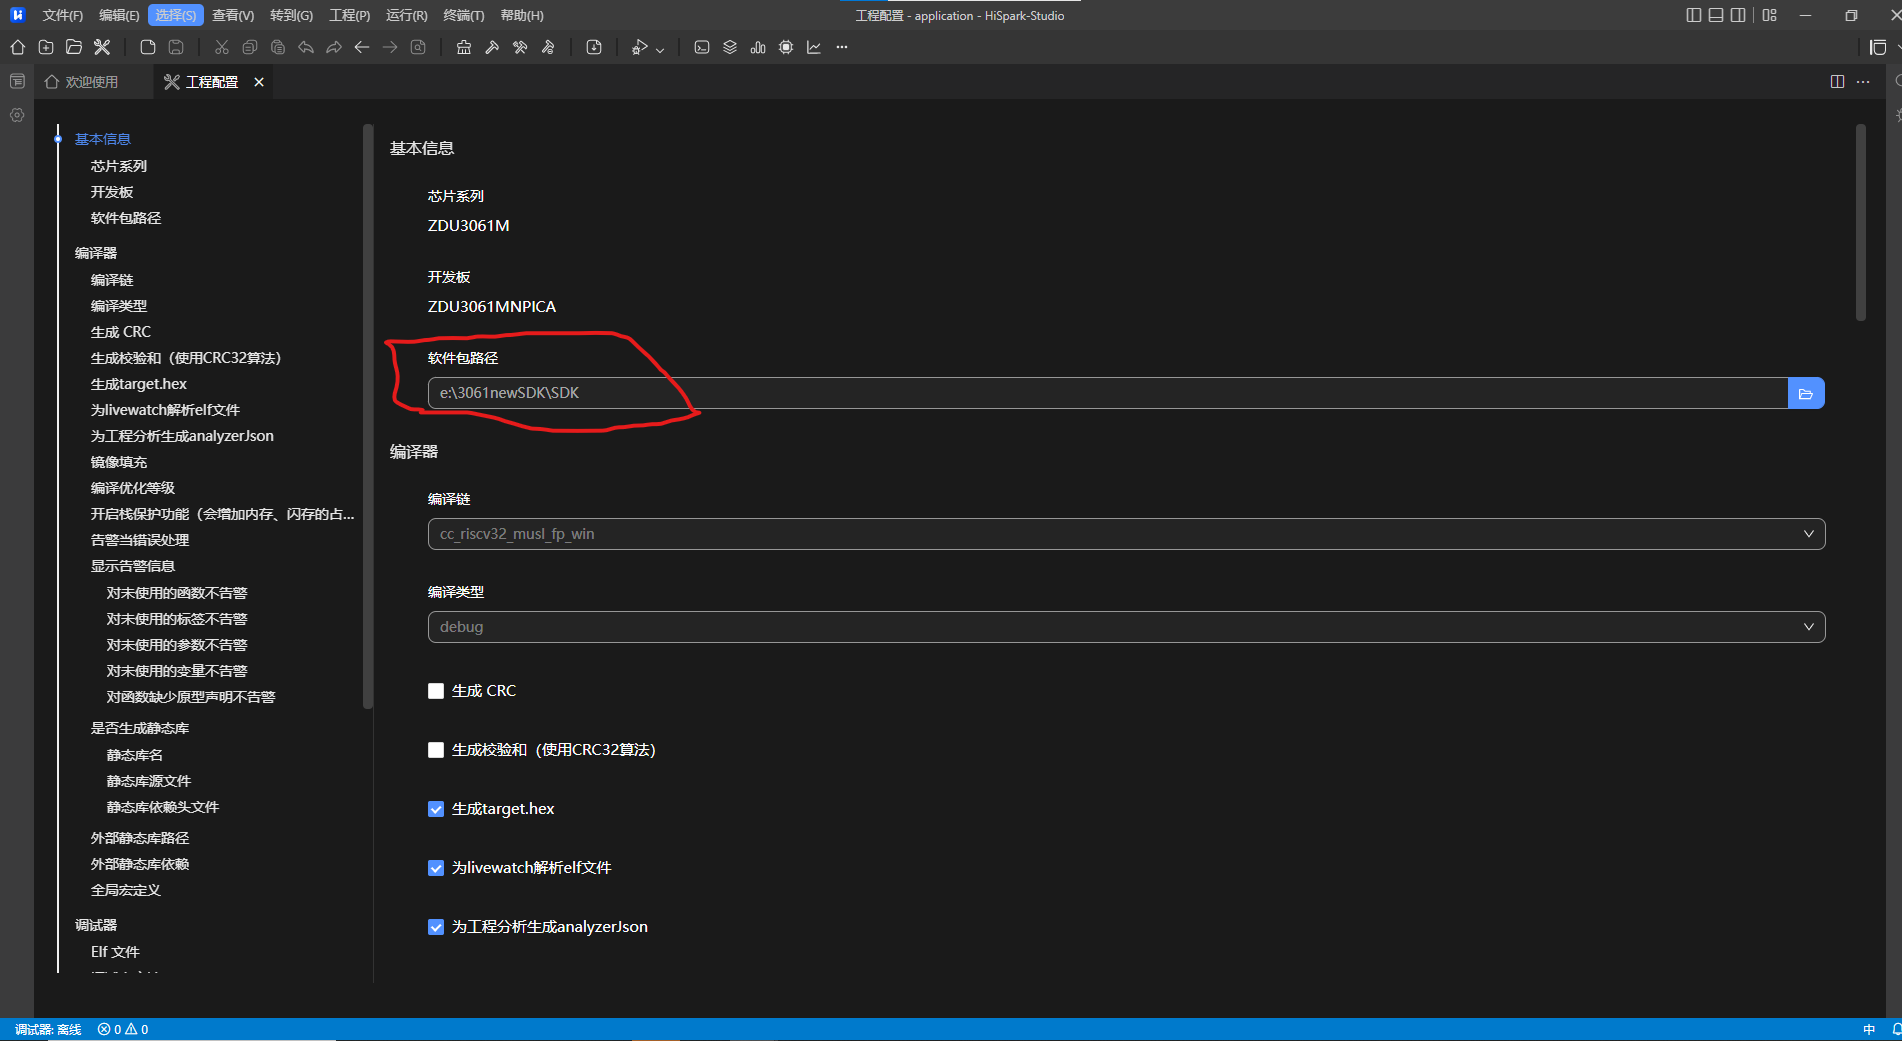 文件(F) 编辑(E) 选择(S) 查看(V) 转到(G) 工程(P) 运行(R) 终端(T) 帮助(H)
工程配置 - application - HiSpark-Studio
欢迎使用
工程配置
基本信息
芯片系列
开发板
软件包路径
编译器
编译链
编译类型
生成 CRC
生成校验和（使用CRC32算法）
生成target.hex
为livewatch解析elf文件
为工程分析生成analyzerJson
镜像填充
编译优化等级
开启栈保护功能（会增加内存、闪存的占...
告警当错误处理
显示告警信息
对未使用的函数不告警
对未使用的标签不告警
对未使用的参数不告警
对未使用的变量不告警
对函数缺少原型声明不告警
是否生成静态库
静态库名
静态库源文件
静态库依赖头文件
外部静态库路径
外部静态库依赖
全局宏定义
调试器
Elf 文件
基本信息
芯片系列
ZDU3061M
开发板
ZDU3061MNPICA
软件包路径
e:\3061newSDK\SDK
编译器
编译链
cc_riscv32_musl_fp_win
编译类型
debug
生成 CRC
生成校验和（使用CRC32算法）
生成target.hex
为livewatch解析elf文件
为工程分析生成analyzerJson
调试器: 离线 0 0
中